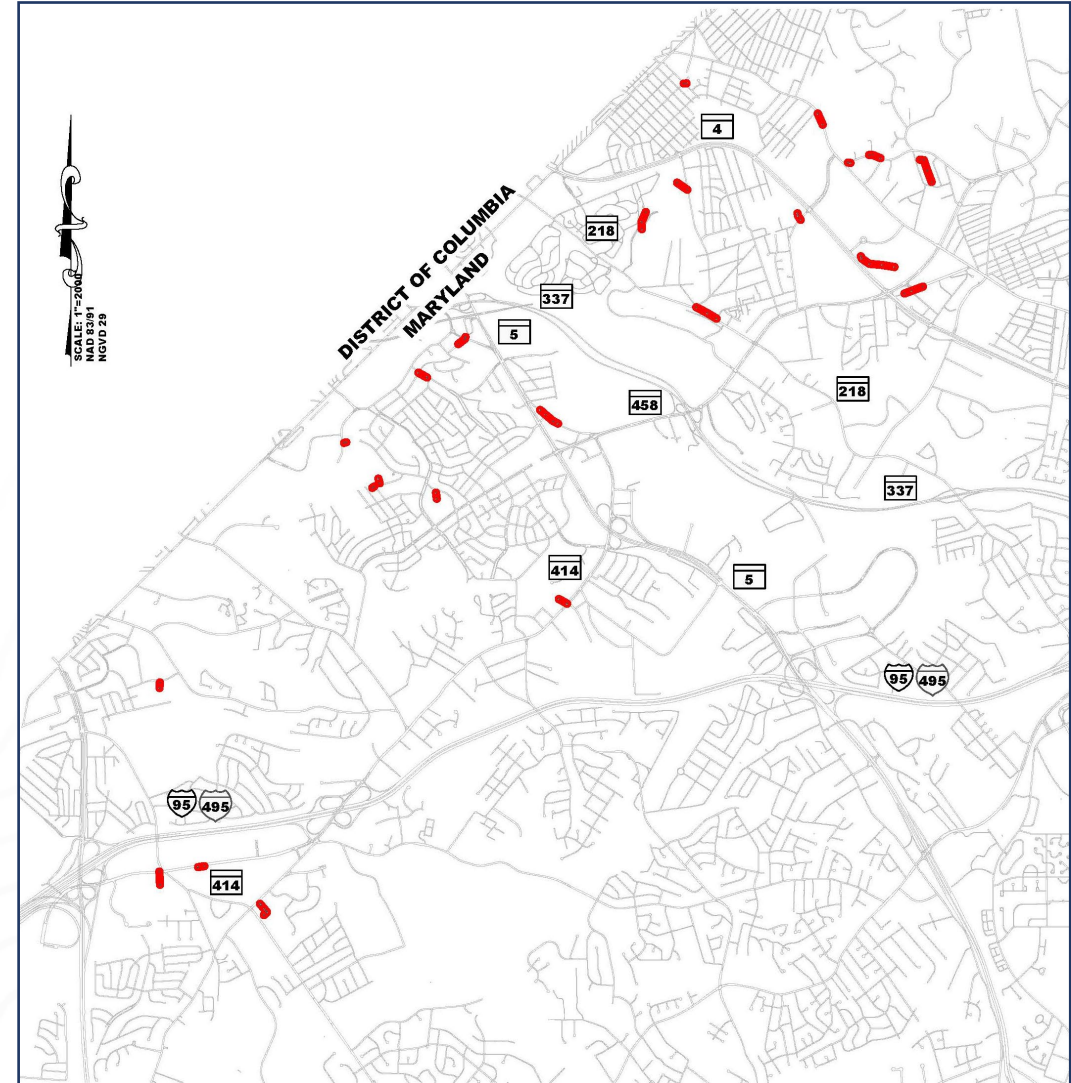 4
218
DISTRICT OF COLUMBIA
MARYLAND
337
5
SCALE: 1"=2000'
NAD 83/91
NGVD 29
458
218
337
414
5
95
495
95
495
414